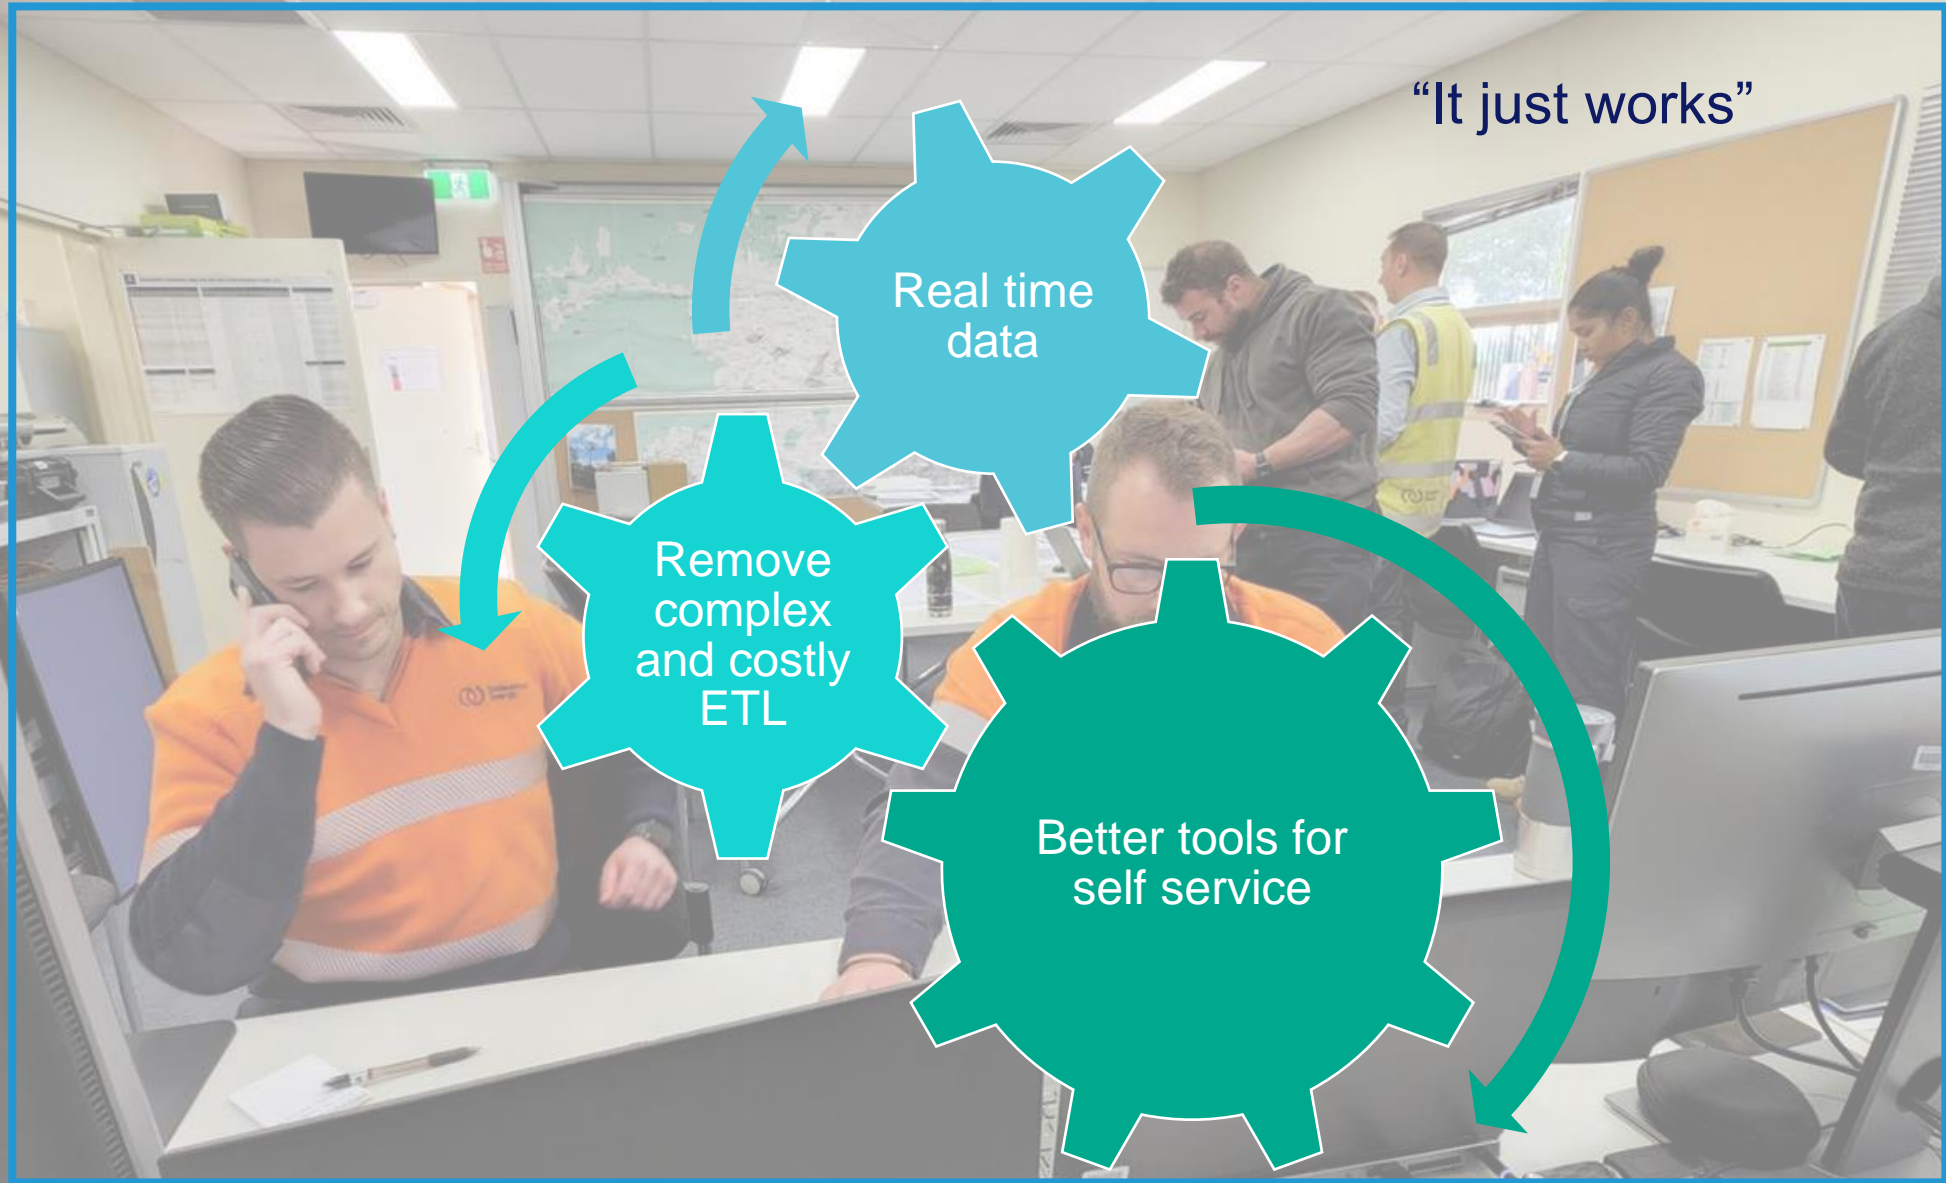 “It just works”
Real time
data
Remove
complex
and costly
ETL
Better tools for
self service